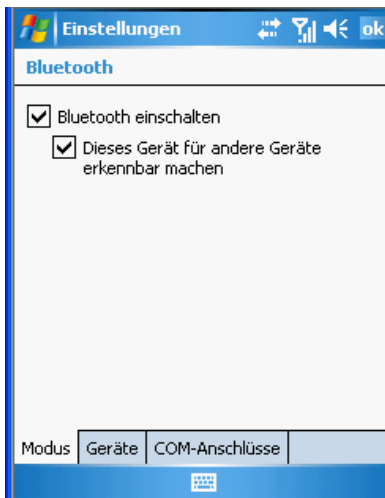 Einstellungen ok
Bluetooth
Bluetooth einschalten
Dieses Gerät für andere Geräte
erkennbar machen
Modus Geräte COM-Anschlüsse